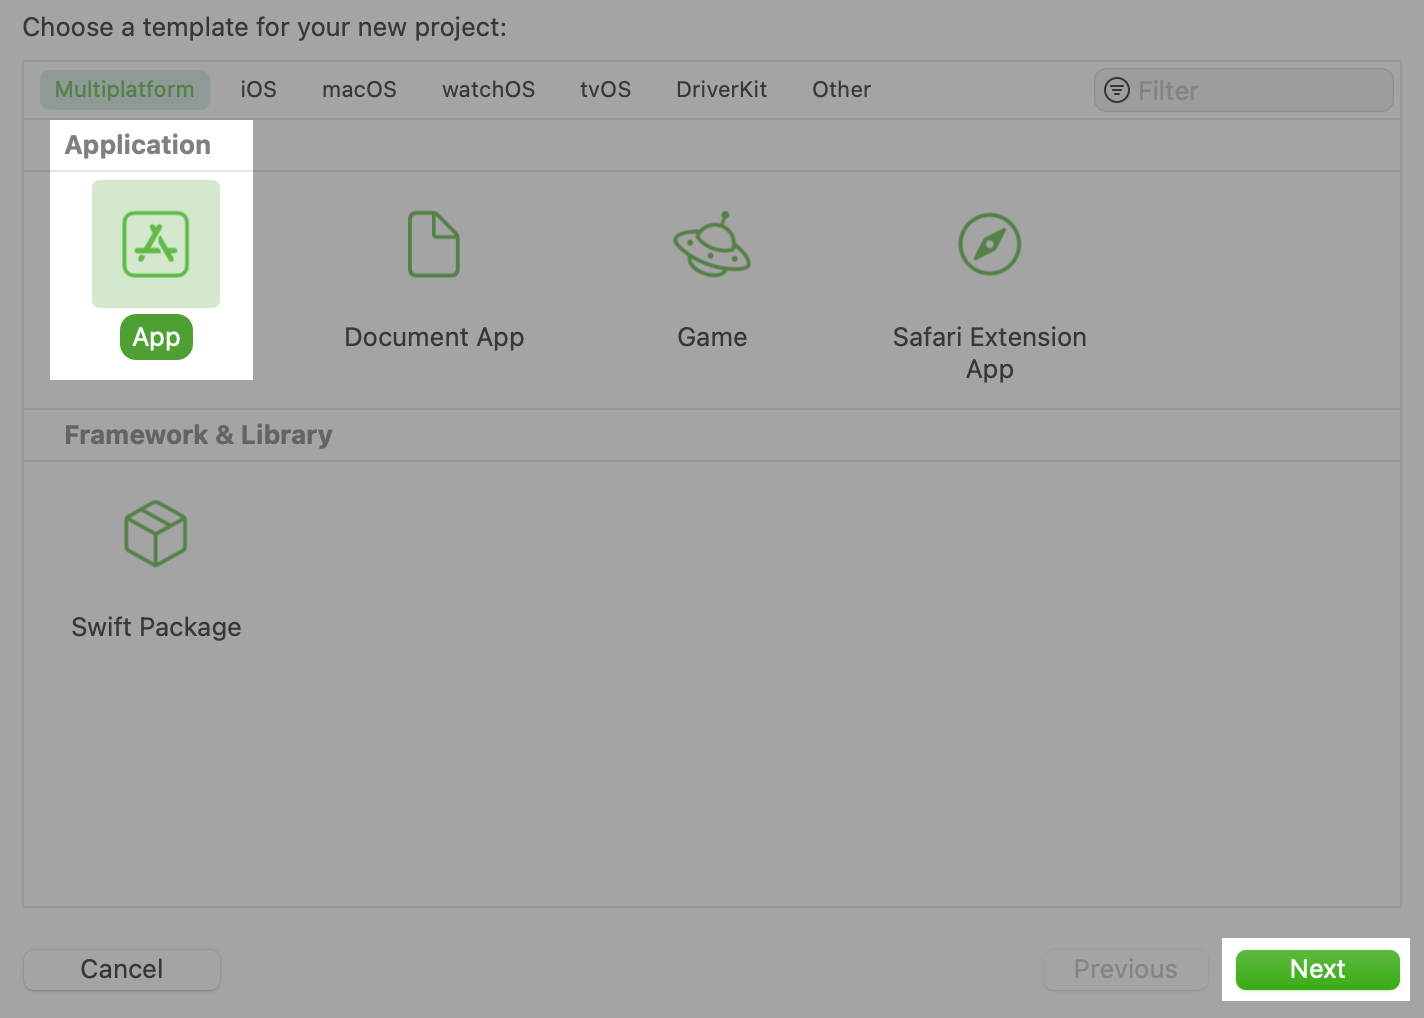 Choose a template for your new project:
Multiplatform iOS macOS watchOS tvOS DriverKit Other Filter
Application
App Document App Game Safari Extension
App
Framework & Library
Swift Package
Cancel Previous Next